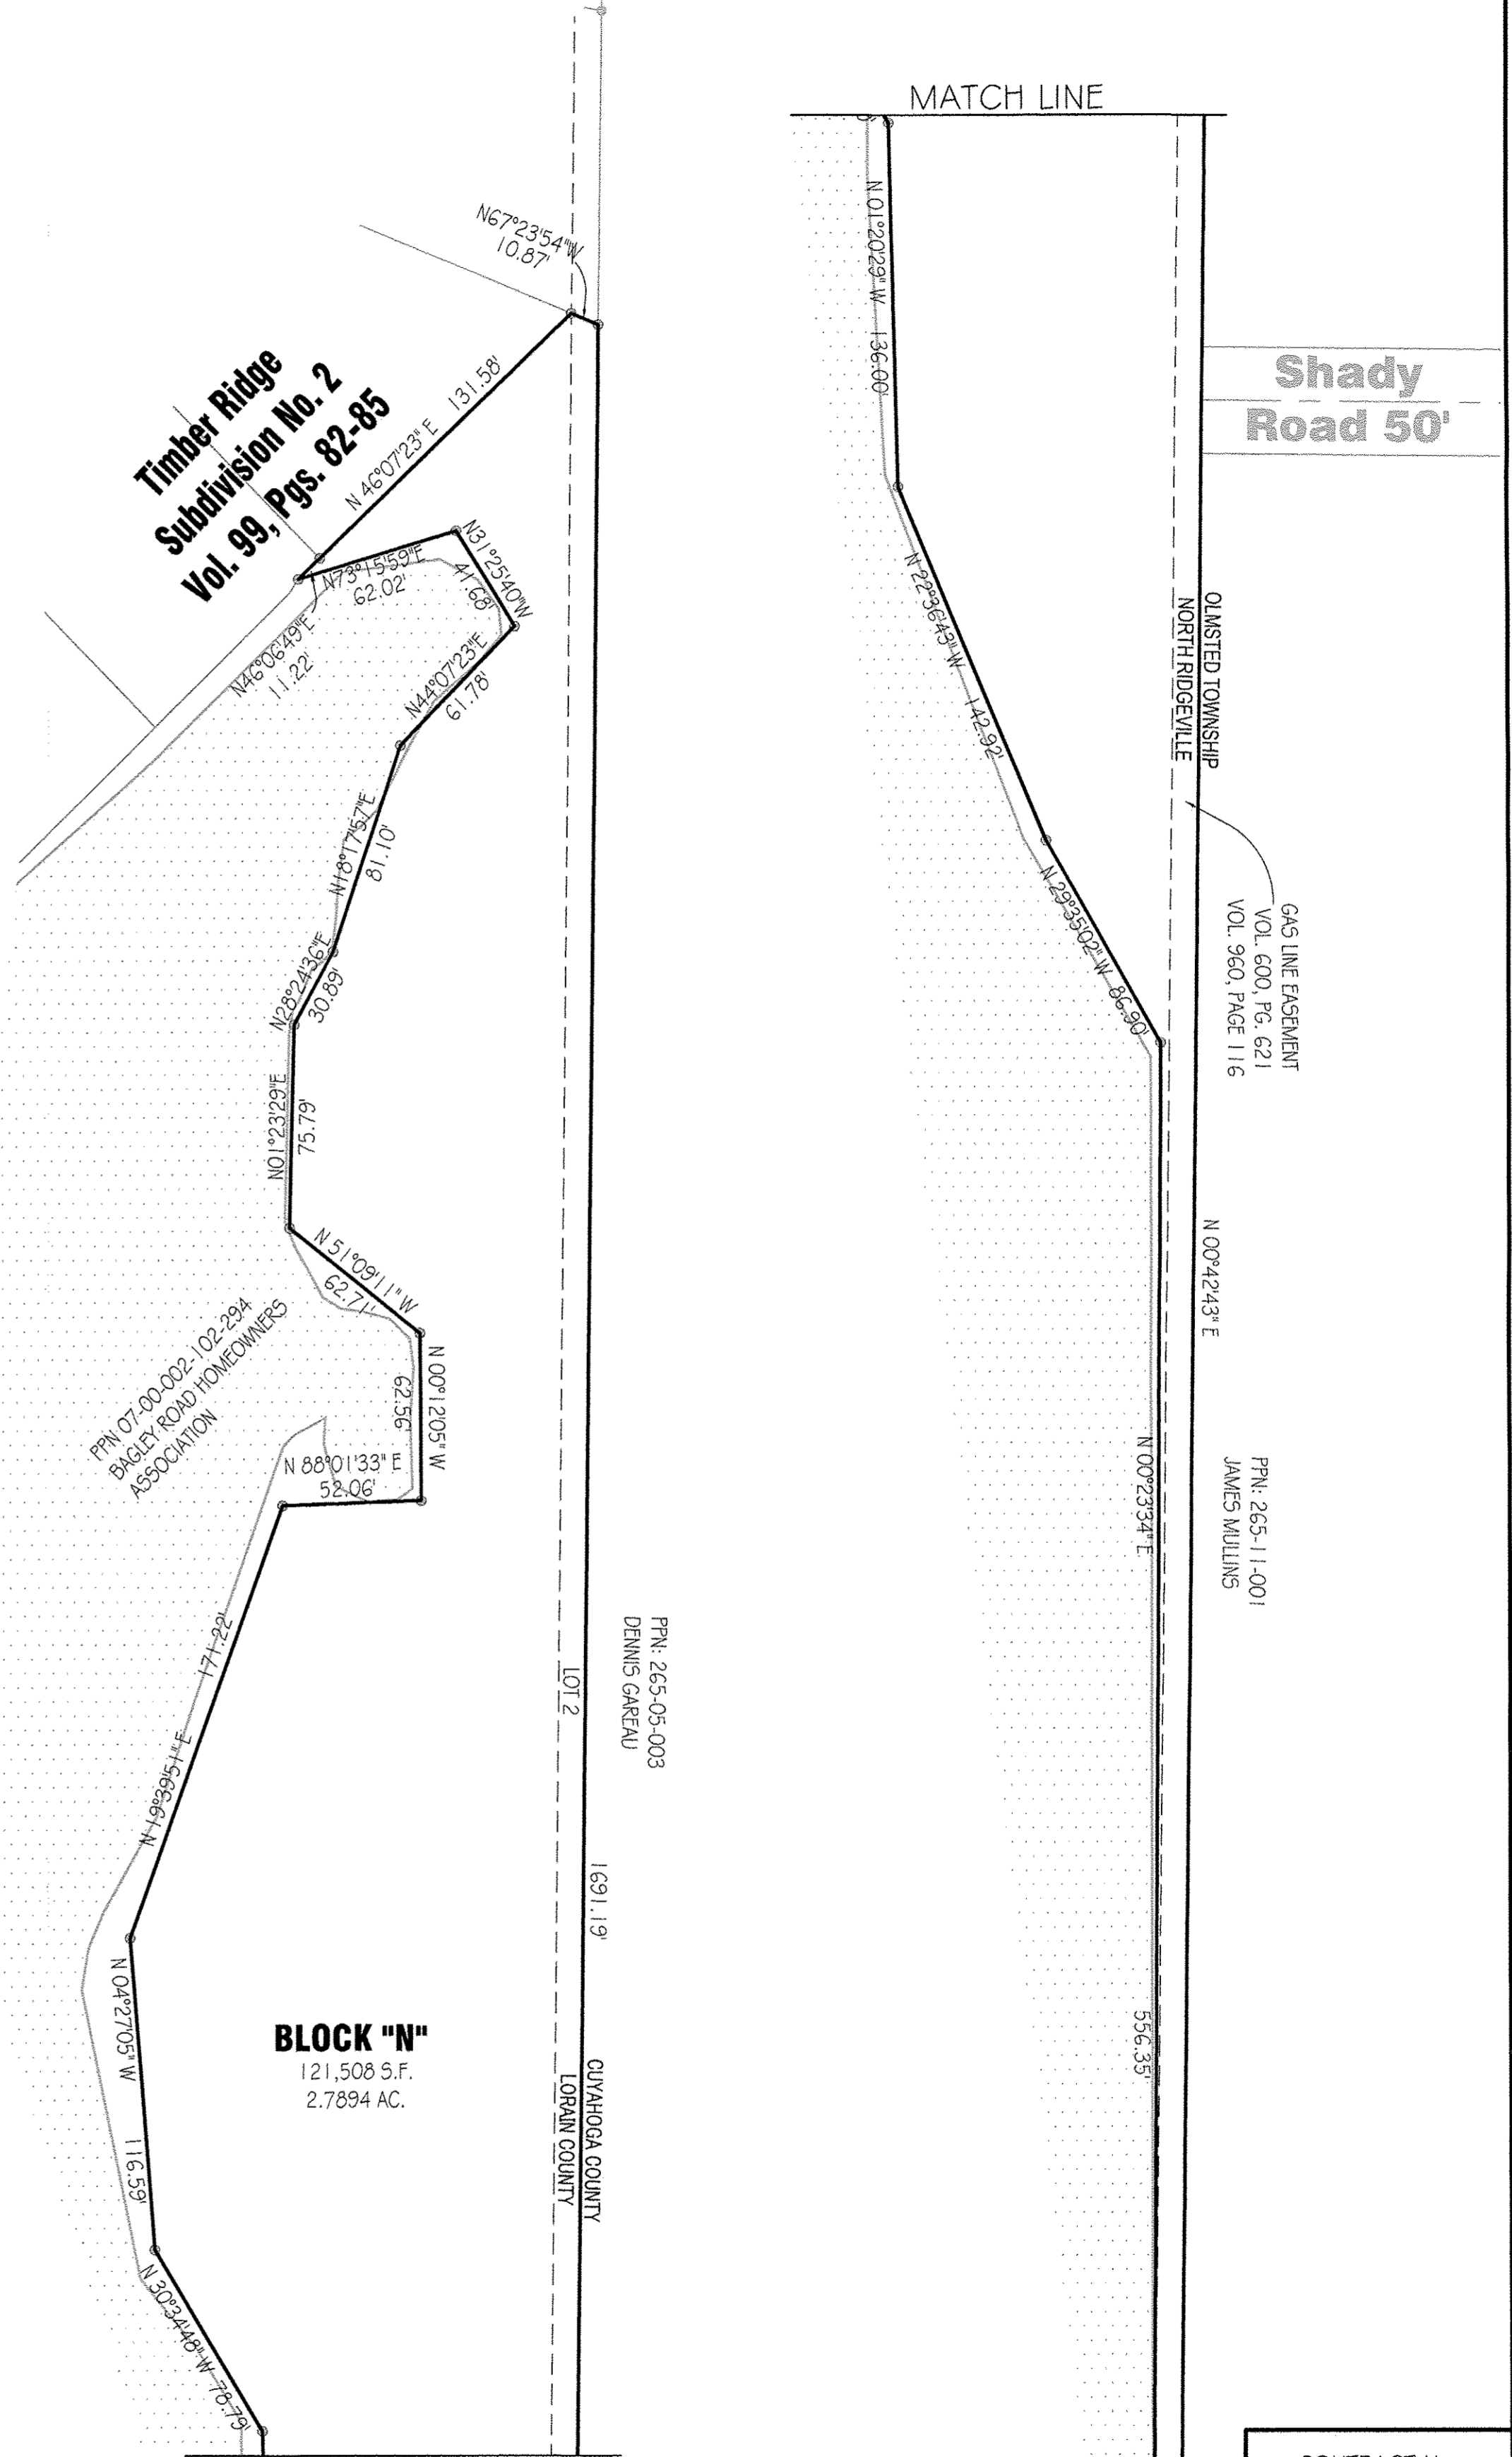 MATCH LINE
N67°23'54"W
10.87'
Timber Ridge
Subdivision No. 2
Vol. 99, Pgs. 82-85
N 46°07'23" E 131.58'
N73°15'59"E
62.02'
N31°25'40"W
41.68'
N46°06'49"E
11.22'
N44°07'23"E
61.78'
N18°17'57"E
81.10'
N28°24'36"E
30.89'
N01°23'29"E
75.79'
N 51°09'11" W
62.71'
N 00°12'05" W
62.56'
N 88°01'33" E
52.06'
PPN 07-00-002-102-294
BAGLEY ROAD HOMEOWNERS
ASSOCIATION
N 19°39'51" E 171.22'
N 04°27'05" W 116.59'
N 30°34'48" W 78.79'
BLOCK "N"
121,508 S.F.
2.7894 AC.
LOT 2
PPN: 265-05-003
DENNIS GAREAU
1691.19'
CUYAHOGA COUNTY
LORAIN COUNTY
N 01°20'29" W 136.00'
N 22°36'43" W 142.92'
N 29°35'02" W 86.90'
Shady
Road 50'
OLMSTED TOWNSHIP
NORTH RIDGEVILLE
GAS LINE EASEMENT
VOL. 600, PG. 621
VOL. 960, PAGE 116
N 00°42'43" E
PPN: 265-11-001
JAMES MULLINS
N 00°23'34" E
556.35'